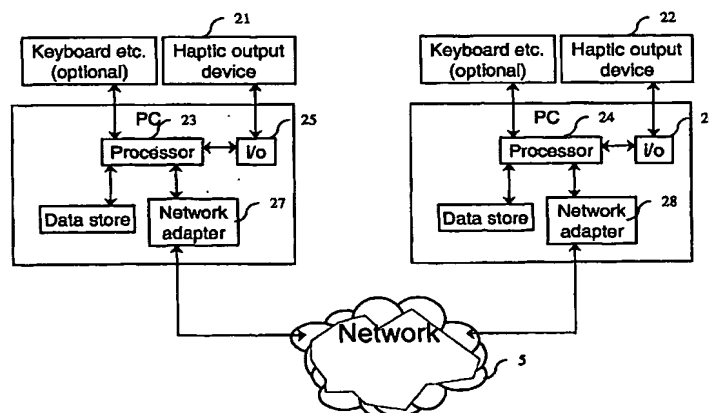 21
Keyboard etc.
(optional)
Haptic output
device
PC
23
25
Processor
i/o
Data store
27
Network
adapter
22
Keyboard etc.
(optional)
Haptic output
device
PC
24
2
Processor
i/o
Data store
28
Network
adapter
Network
5